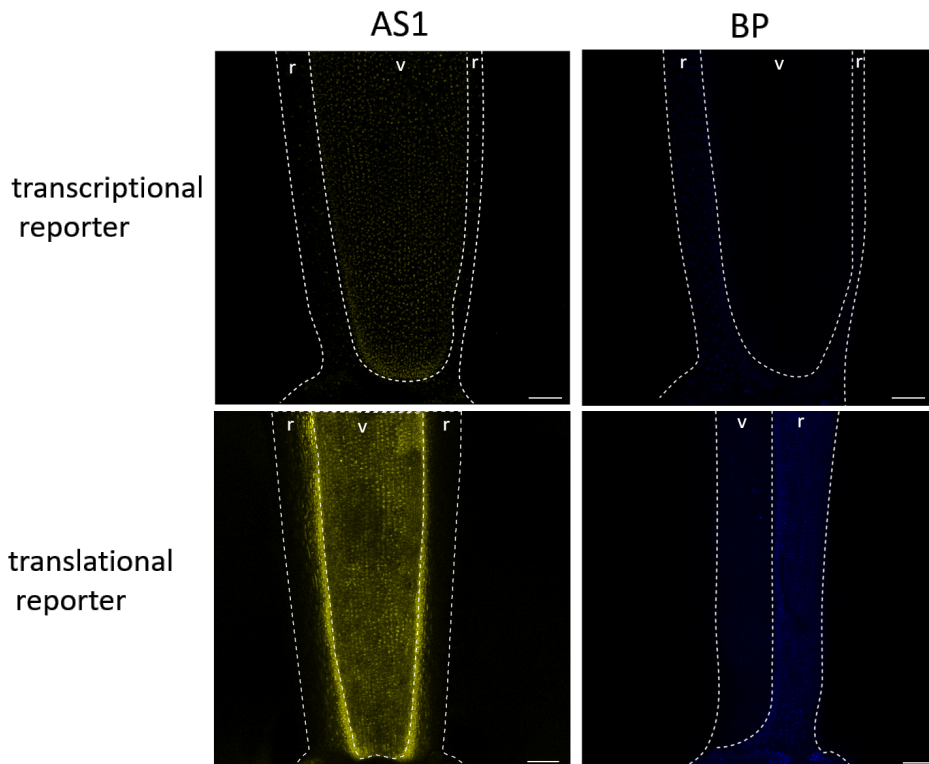 AS1 BP
r v r r v r
transcriptional
reporter
r v r v r
translational
reporter